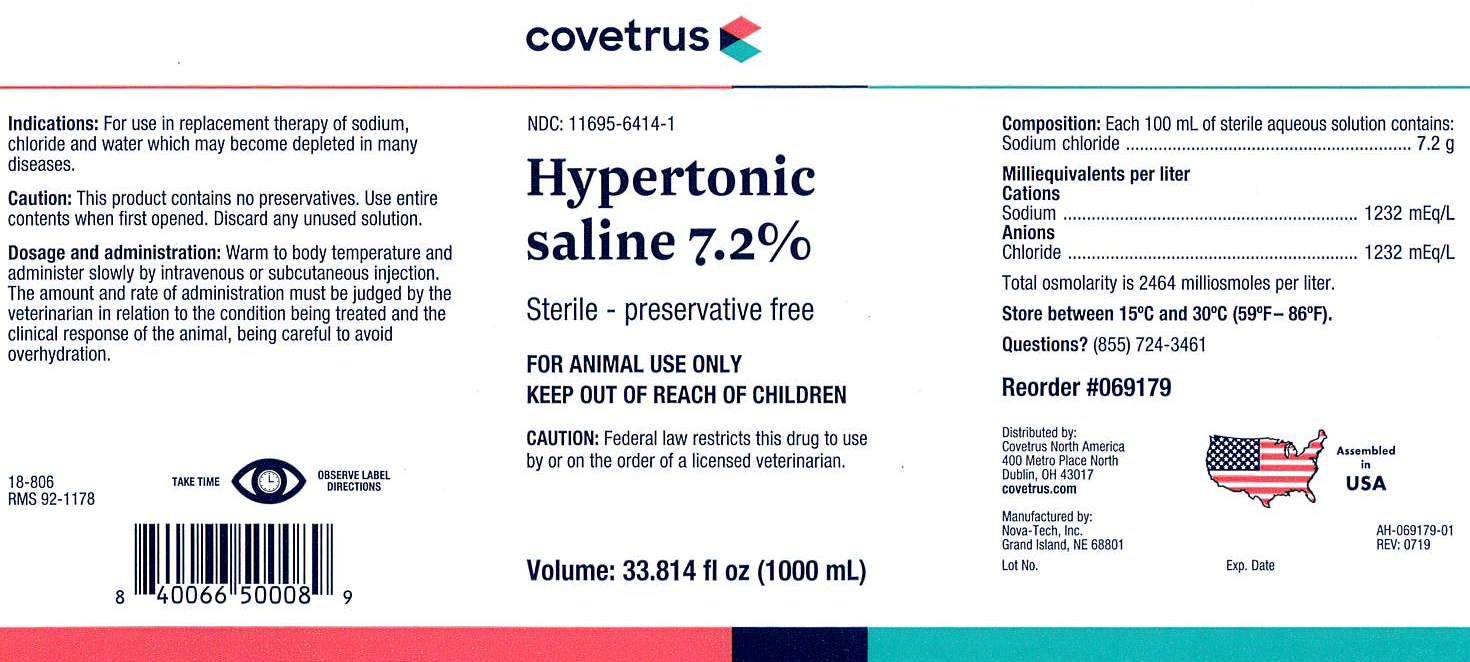 covetrus
Indications: For use in replacement therapy of sodium,
chloride and water which may become depleted in many
diseases.
Caution: This product contains no preservatives. Use entire
contents when first opened. Discard any unused solution.
Dosage and administration: Warm to body temperature and
administer slowly by intravenous or subcutaneous injection.
The amount and rate of administration must be judged by the
veterinarian in relation to the condition being treated and the
clinical response of the animal, being careful to avoid
overhydration.
18-806
RMS 92-1178
TAKE TIME
OBSERVE LABEL
DIRECTIONS
8 40066 50008 9
NDC: 11695-6414-1
Hypertonic
saline 7.2%
Sterile - preservative free
FOR ANIMAL USE ONLY
KEEP OUT OF REACH OF CHILDREN
CAUTION: Federal law restricts this drug to use
by or on the order of a licensed veterinarian.
Volume: 33.814 fl oz (1000 mL)
Composition: Each 100 mL of sterile aqueous solution contains:
Sodium chloride ............................................................. 7.2 g
Milliequivalents per liter
Cations
Sodium ............................................................... 1232 mEq/L
Anions
Chloride .............................................................. 1232 mEq/L
Total osmolarity is 2464 milliosmoles per liter.
Store between 15ºC and 30ºC (59ºF– 86ºF).
Questions? (855) 724-3461
Reorder #069179
Distributed by:
Covetrus North America
400 Metro Place North
Dublin, OH 43017
covetrus.com
Assembled
in
USA
Manufactured by:
Nova-Tech, Inc.
Grand Island, NE 68801
AH-069179-01
REV: 0719
Lot No.
Exp. Date